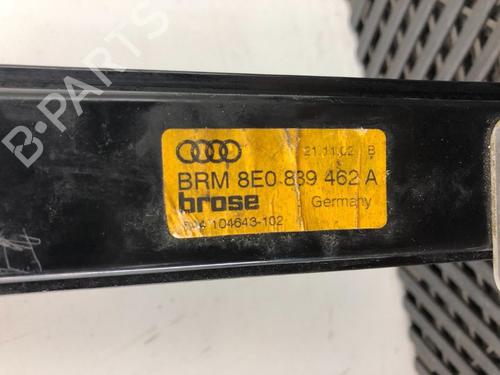 B-PARTS
21.11.02 B
BRM 8E0 839 462 A
brose Germany
104643-102